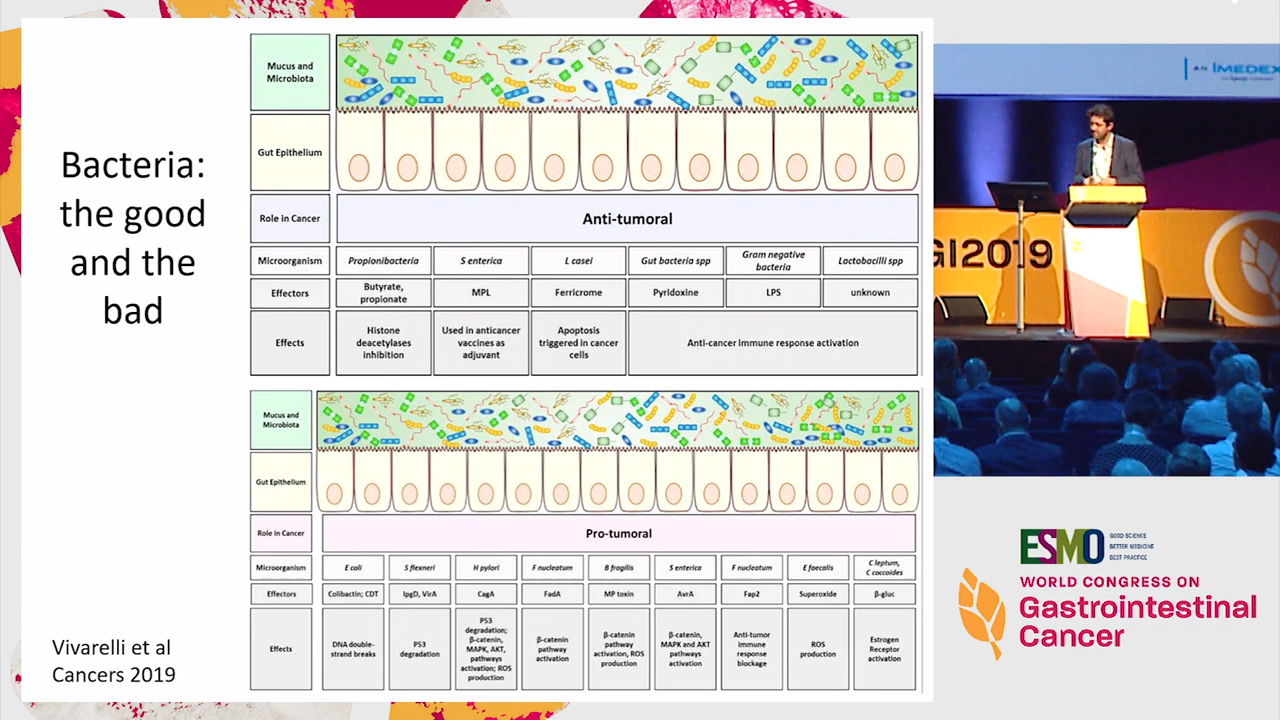 Bacteria:
the good
and the
bad
Mucus and
Microbiota
Gut Epithelium
Role in Cancer
Anti-tumoral
Microorganism
Propionibacteria
S enterica
L casei
Gut bacteria spp
Gram negative
bacteria
Lactobacilli spp
Effectors
Butyrate,
propionate
MPL
Ferricrome
Pyridoxine
LPS
unknown
Effects
Histone
deacetylases
inhibition
Used in anticancer
vaccines as
adjuvant
Apoptosis
triggered in cancer
cells
Anti-cancer immune response activation
Mucus and
Microbiota
Gut Epithelium
Role in Cancer
Pro-tumoral
Microorganism
E coli
S flexneri
H pylori
F nucleatum
B fragilis
S enterica
F nucleatum
E faecalis
C leptum,
C coccoides
Effectors
Colibactin; CDT
IpgD, VirA
CagA
FadA
MP toxin
AvrA
Fap2
Superoxide
β-gluc
Effects
DNA double-
strand breaks
P53
degradation
P53
degradation;
β-catenin,
MAPK, AKT,
pathways
activation; ROS
production
β-catenin
pathway
activation
β-catenin
pathway
activation, ROS
production
β-catenin,
MAPK and AKT
pathways
activation
Anti-tumor
immune
response
blockage
ROS
production
Estrogen
Receptor
activation
Vivarelli et al
Cancers 2019
AN IMEDEX
GI2019
ESMO
GOOD SCIENCE
BETTER MEDICINE
BEST PRACTICE
WORLD CONGRESS ON
Gastrointestinal
Cancer